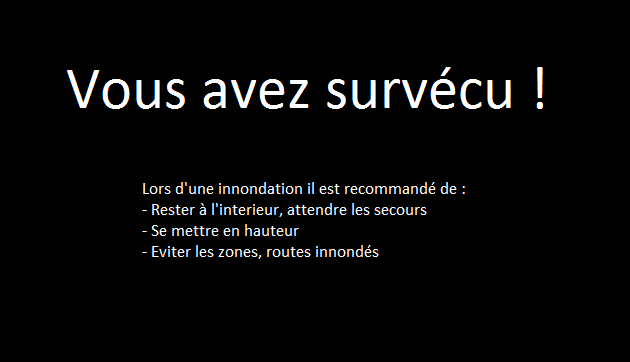 Vous avez survécu !
Lors d'une innondation il est recommandé de :
- Rester à l'interieur, attendre les secours
- Se mettre en hauteur
- Eviter les zones, routes innondés